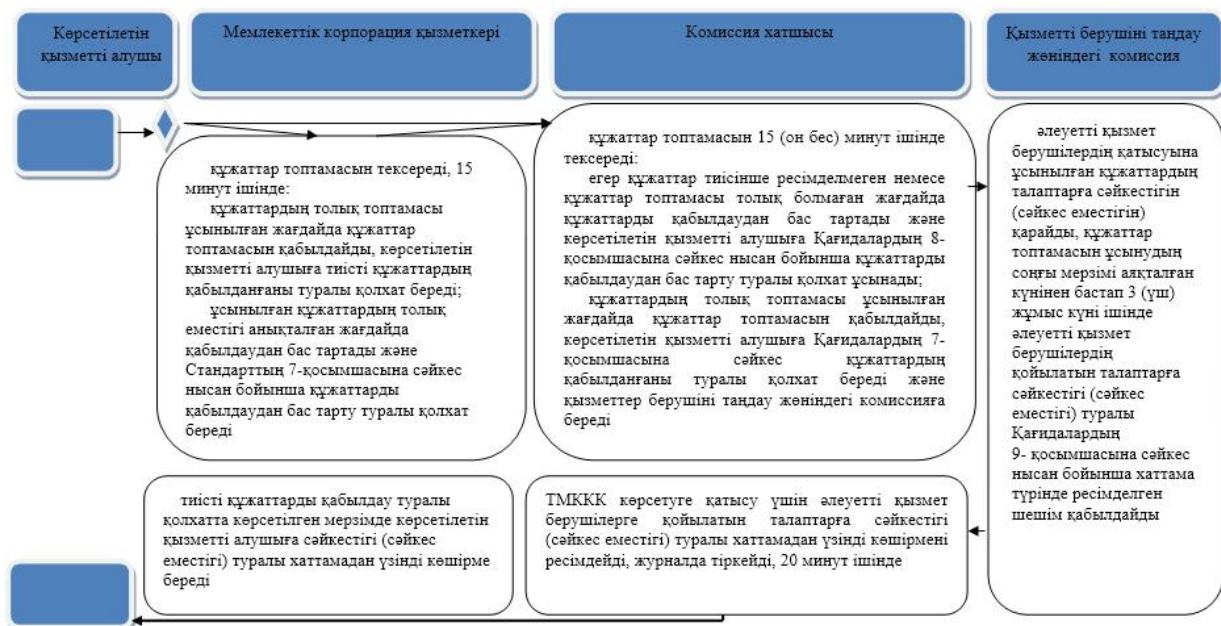 Көрсетілетін
қызметті алушы
Мемлекеттік корпорация қызметкері
Комиссия хатшысы
Қызметті берушіні таңдау
жөніндегі комиссия
құжаттар топтамасын тексереді, 15
минут ішінде:
құжаттардың толық топтамасы
ұсынылған жағдайда құжаттар
топтамасын қабылдайды, көрсетілетін
қызметті алушыға тиісті құжаттардың
қабылданғаны туралы қолхат береді;
ұсынылған құжаттардың толық
еместігі анықталған жағдайда
қабылдаудан бас тартады және
Стандарттың 7-қосымшасына сәйкес
нысан бойынша құжаттарды
қабылдаудан бас тарту туралы қолхат
береді
құжаттар топтамасын 15 (он бес) минут ішінде
тексереді:
егер құжаттар тиісінше ресімделмеген немесе
құжаттар топтамасы толық болмаған жағдайда
құжаттарды қабылдаудан бас тартады және
көрсетілетін қызметті алушыға Қағидалардың 8-
қосымшасына сәйкес нысан бойынша құжаттарды
қабылдаудан бас тарту туралы қолхат ұсынады;
құжаттардың толық топтамасы ұсынылған
жағдайда құжаттар топтамасын қабылдайды,
көрсетілетін қызметті алушыға Қағидалардың 7-
қосымшасына сәйкес құжаттардың
қабылданғаны туралы қолхат береді және
қызметтер берушіні таңдау жөніндегі комиссияға
береді
әлеуетті қызмет
берушілердің қатысуына
ұсынылған құжаттардың
талаптарға сәйкестігін
(сәйкес еместігін)
қарайды, құжаттар
топтамасын ұсынудың
соңғы мерзімі аяқталған
күнінен бастап 3 (үш)
жұмыс күні ішінде
әлеуетті қызмет
берушілердің
қойылатын талаптарға
сәйкестігі (сәйкес
еместігі) туралы
Қағидалардың
9- қосымшасына сәйкес
нысан бойынша хаттама
түрінде ресімделген
шешім қабылдайды
тиісті құжаттарды қабылдау туралы
қолхатта көрсетілген мерзімде көрсетілетін
қызметті алушыға сәйкестігі (сәйкес
еместігі) туралы хаттамадан үзінді көшірме
береді
ТМККК көрсетуге қатысу үшін әлеуетті қызмет
берушілерге қойылатын талаптарға сәйкестігі
(сәйкес еместігі) туралы хаттамадан үзінді көшірмені
ресімдейді, журналда тіркейді, 20 минут ішінде